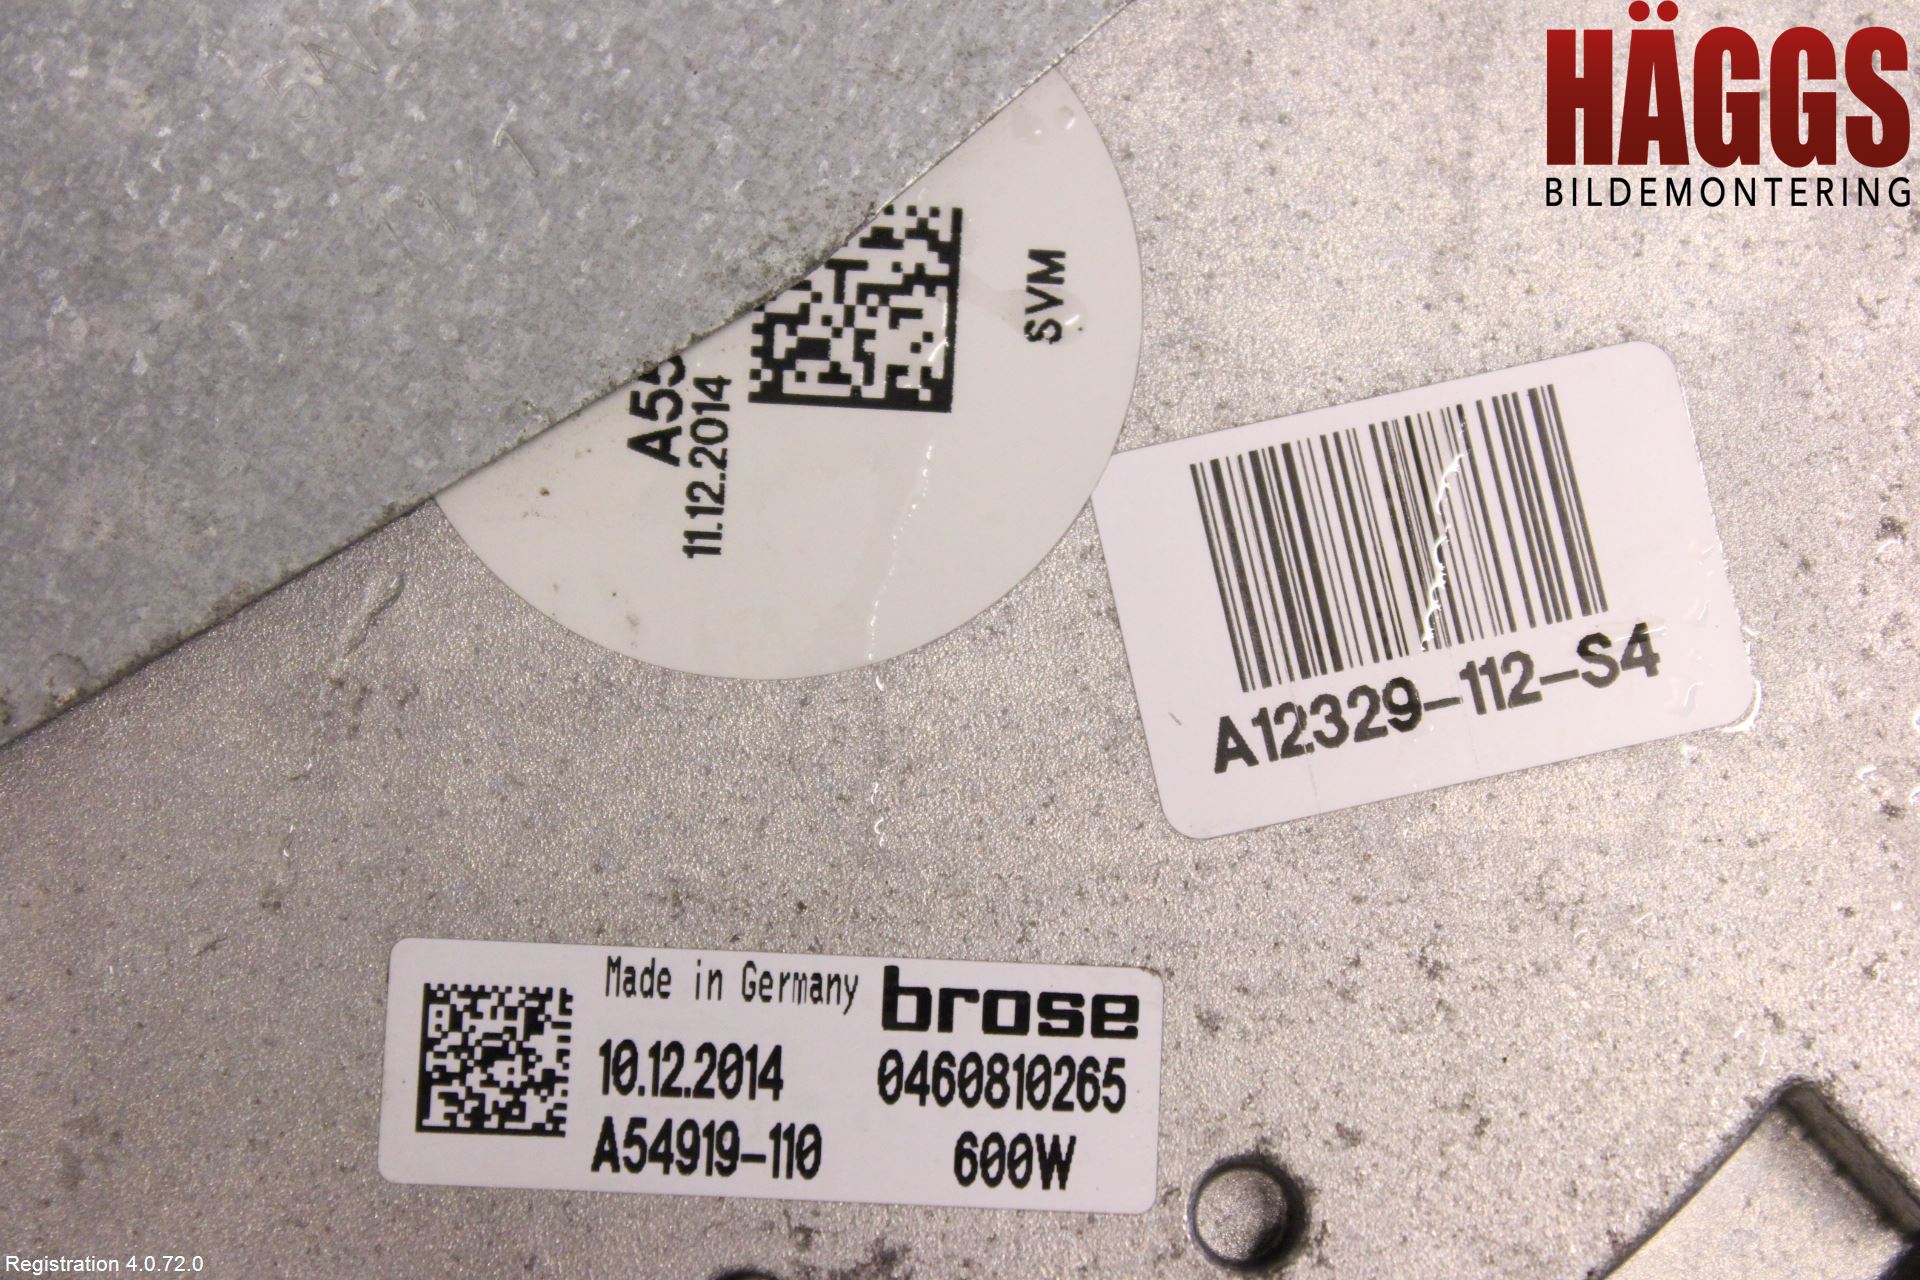 HÄGGS
BILDEMONTERING
SVM
A55
11.12.2014
A12329-112-S4
Made in Germany
brose
10.12.2014
0460810265
A54919-110
600W
Registration 4.0.72.0